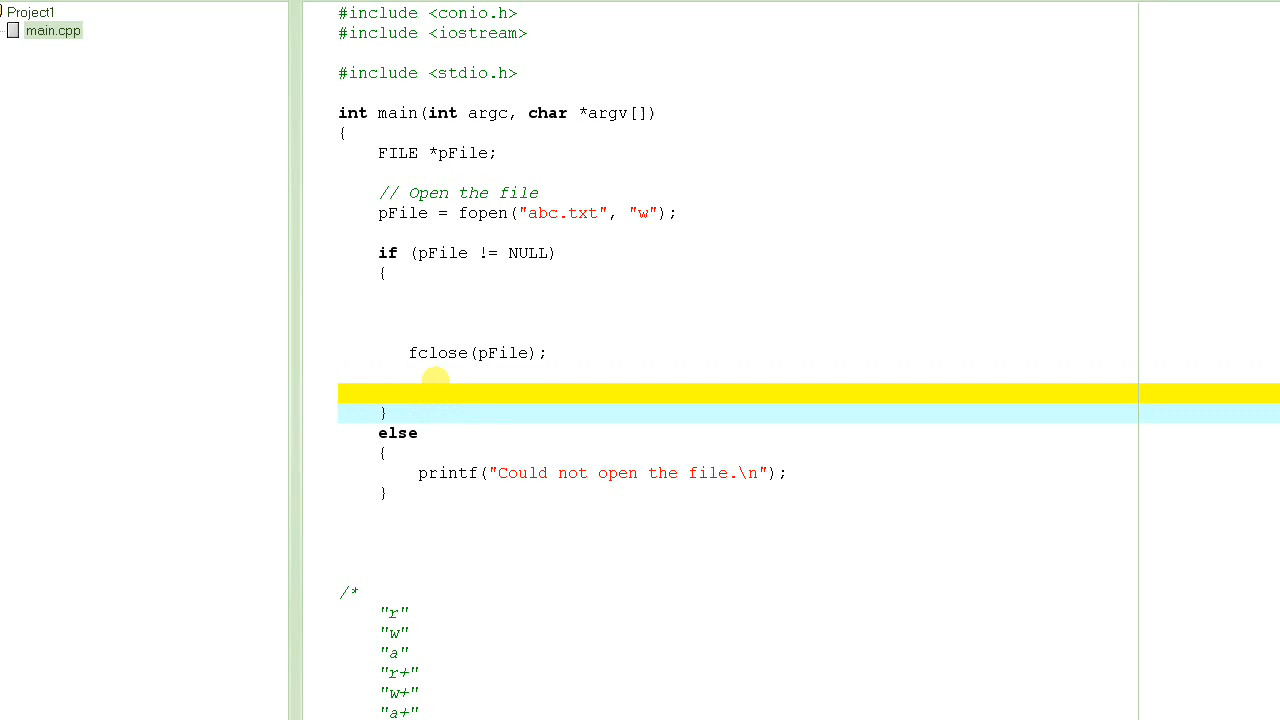 Project1
main.cpp
#include <conio.h>
#include <iostream>
#include <stdio.h>
int main(int argc, char *argv[])
{
FILE *pFile;
// Open the file
pFile = fopen("abc.txt", "w");
if (pFile != NULL)
{
fclose(pFile);
}
else
{
printf("Could not open the file.\n");
}
/*
"r"
"w"
"a"
"r+"
"w+"
"a+"